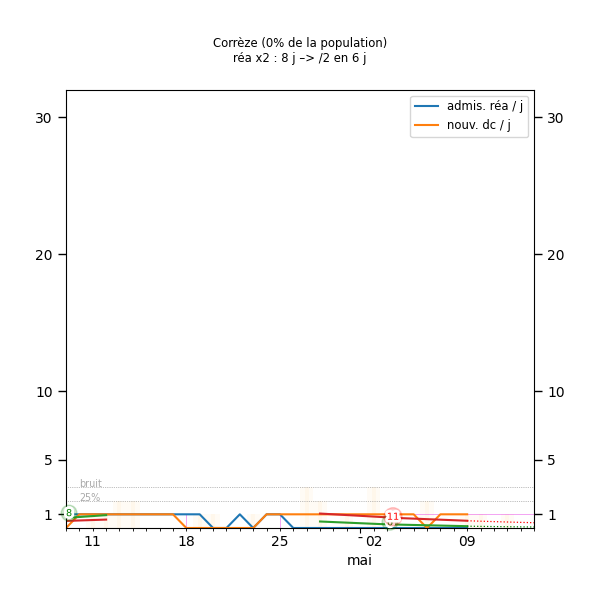 Corrèze (0% de la population)
réa x2 : 8 j –> /2 en 6 j
admis. réa / j
nouv. dc / j
30 30
20 20
10 10
5 5
bruit
25%
8 11
1 1
11 18 25 02 09
mai